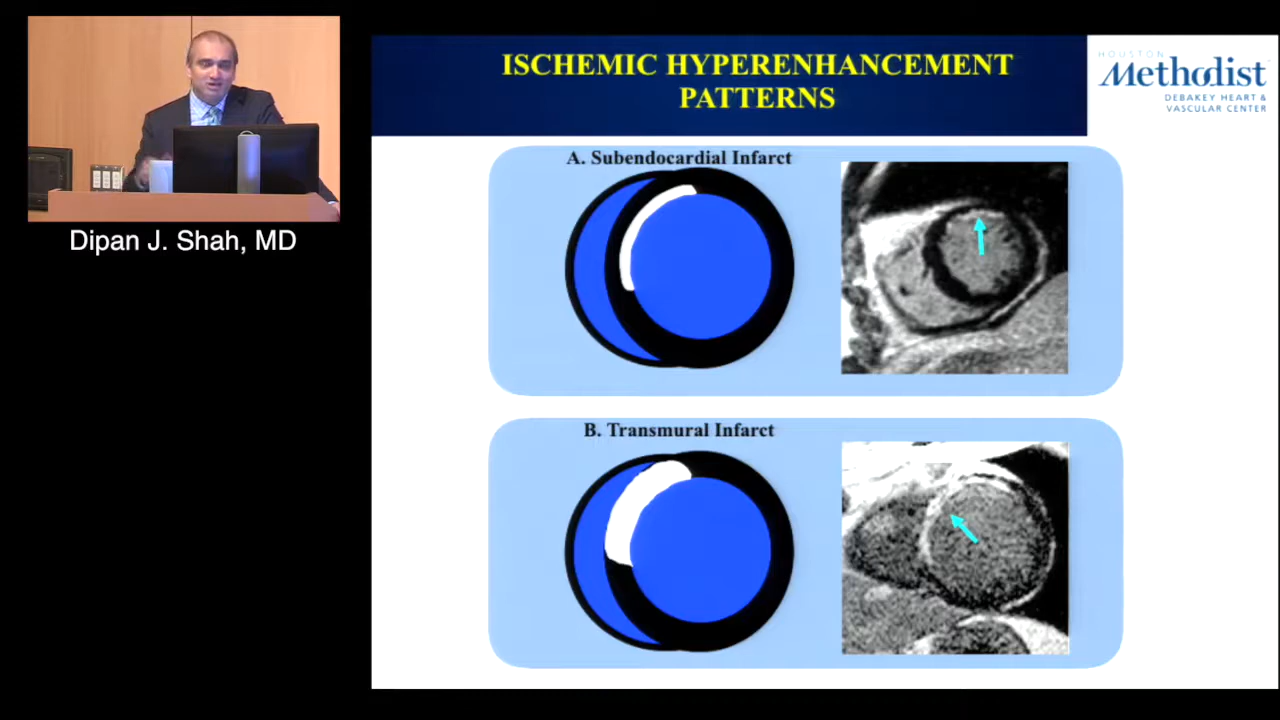 Dipan J. Shah, MD
ISCHEMIC HYPERENHANCEMENT
PATTERNS
HOUSTON
Methodist
DEBAKEY HEART &
VASCULAR CENTER
A. Subendocardial Infarct
B. Transmural Infarct